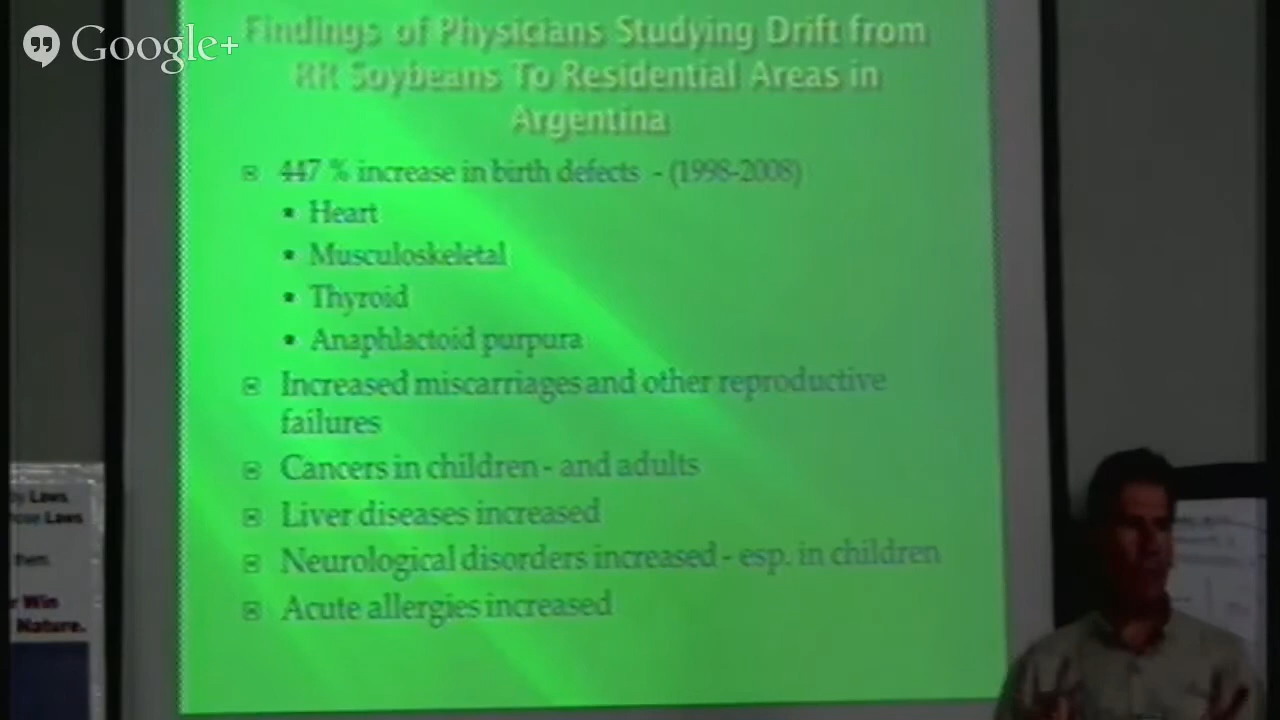 Google+
Findings of Physicians Studying Drift from
RR Soybeans To Residential Areas in
Argentina
447 % increase in birth defects - (1998-2008)
Heart
Musculoskeletal
Thyroid
Anaphlactoid purpura
Increased miscarriages and other reproductive
failures
Cancers in children - and adults
Liver diseases increased
Neurological disorders increased - esp. in children
Acute allergies increased
Laws
Laws
them
Win
Nature.